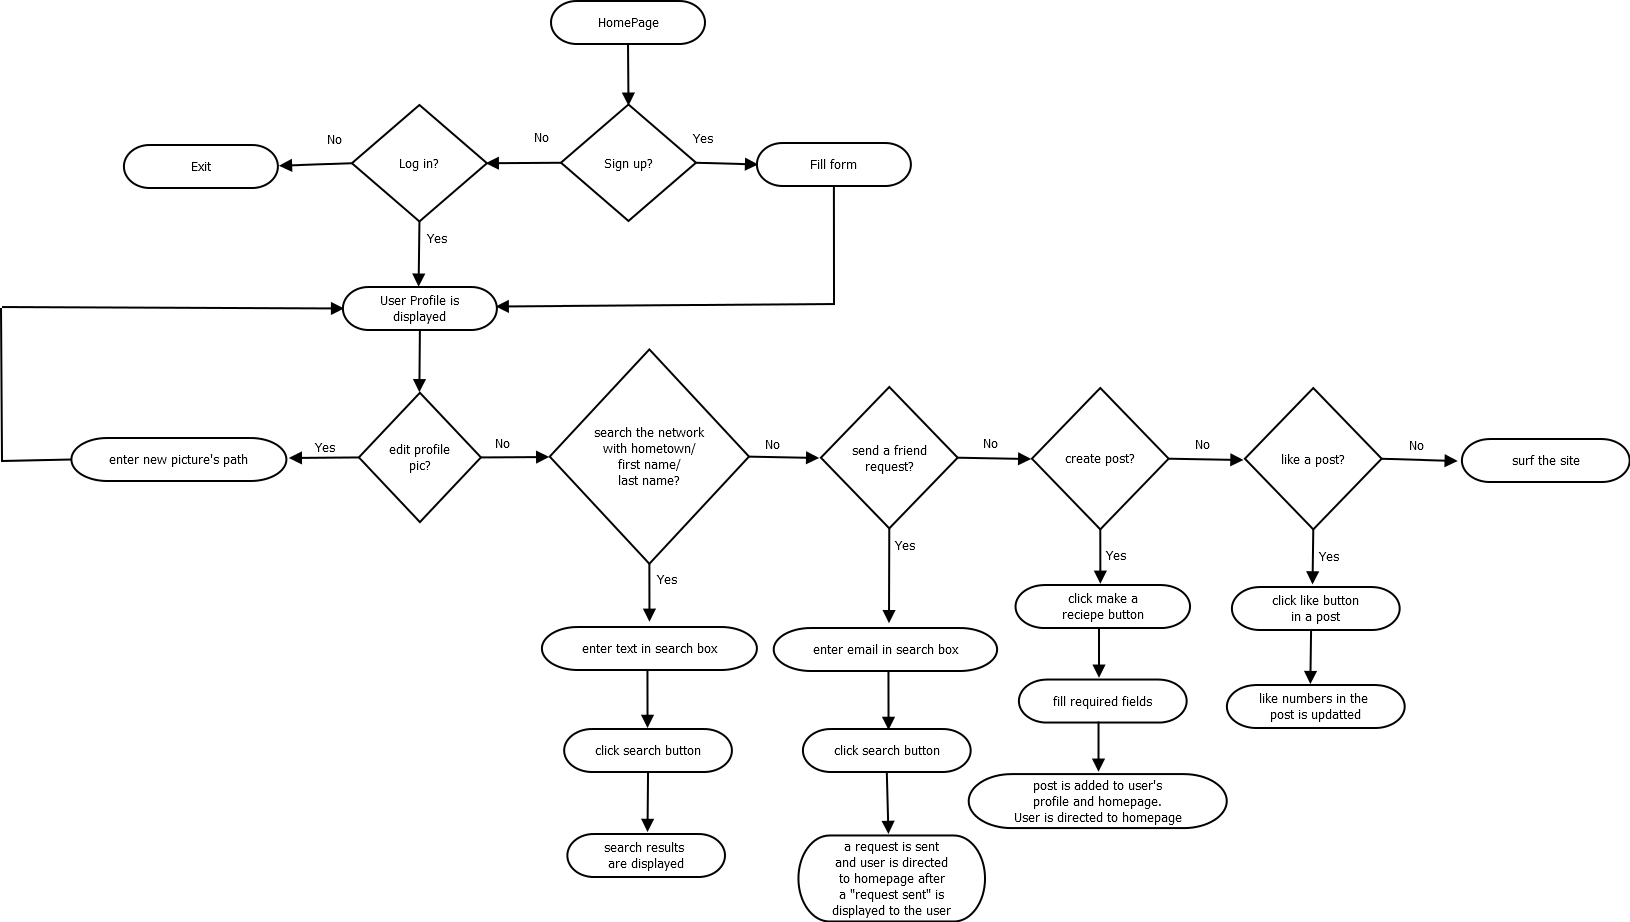 HomePage
No
No
Yes
Exit
Log in?
Sign up?
Fill form
Yes
User Profile is
displayed
enter new picture's path
Yes
edit profile
pic?
No
search the network
with hometown/
first name/
last name?
No
send a friend
request?
No
create post?
No
like a post?
No
surf the site
Yes
Yes
Yes
Yes
enter text in search box
enter email in search box
click make a
reciepe button
click like button
in a post
click search button
click search button
fill required fields
like numbers in the
post is updatted
search results
are displayed
a request is sent
and user is directed
to homepage after
a "request sent" is
displayed to the user
post is added to user's
profile and homepage.
User is directed to homepage